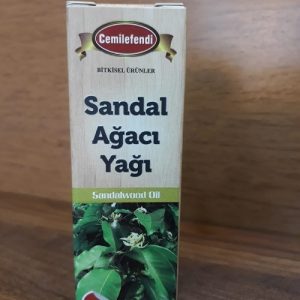 Cemilefendi
BİTKİSEL ÜRÜNLER
Sandal
Ağacı
Yağı
Sandalwood Oil